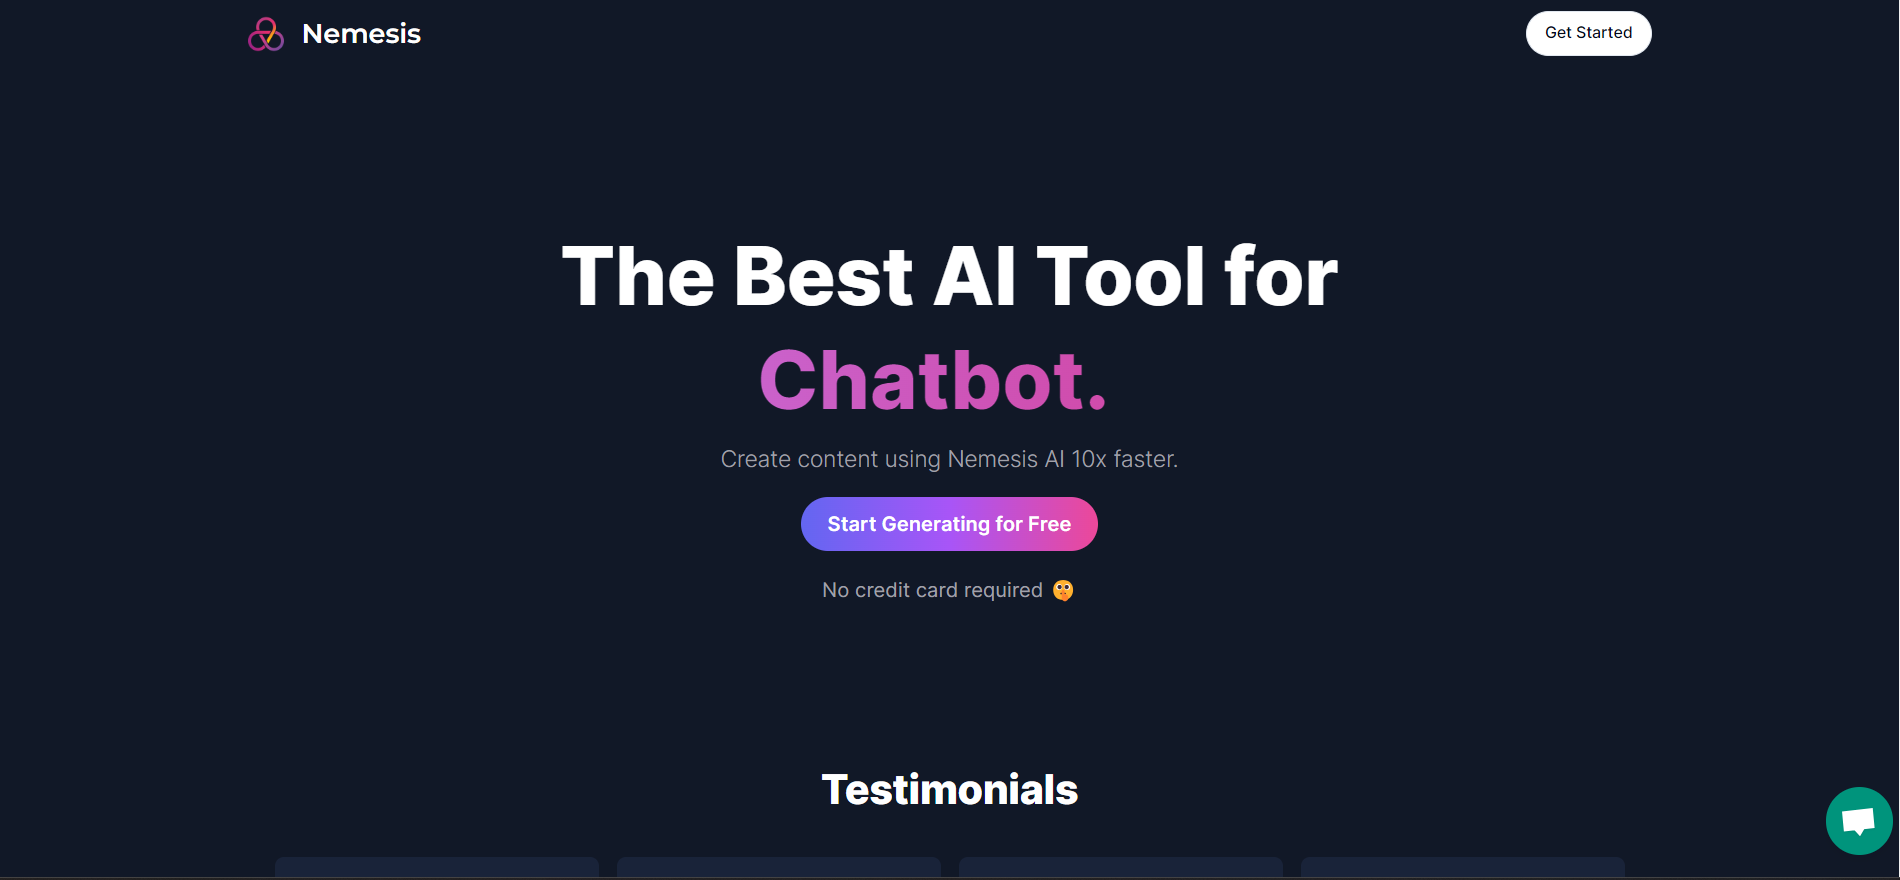 Nemesis
Get Started
The Best AI Tool for
Chatbot.
Create content using Nemesis AI 10x faster.
Start Generating for Free
No credit card required
Testimonials